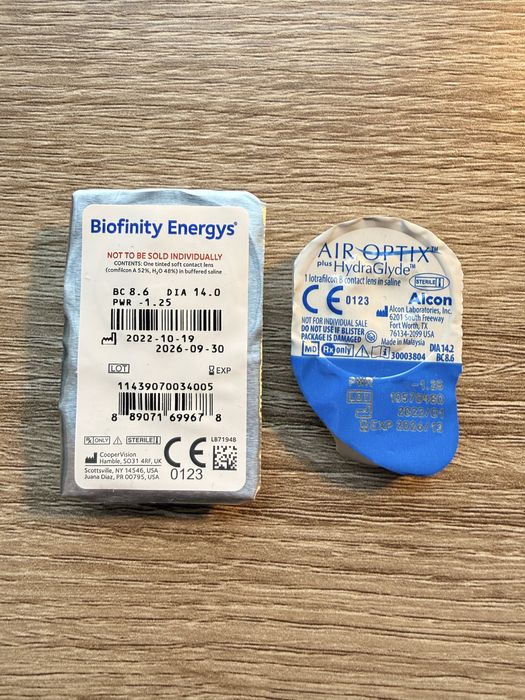 Biofinity Energys®
NOT TO BE SOLD INDIVIDUALLY
CONTENTS: One tinted soft contact lens
(comfilcon A 52%, H₂O 48%) in buffered saline
BC 8.6 DIA 14.0
PWR -1.25
2022-10-19
2026-09-30
LOT EXP
11439070034005
8 89071 69967 8
Rx ONLY STERILE L871948
CooperVision
Hamble, SO31 4RF, UK
Scottsville, NY 14546, USA
Juana Diaz, PR 00795, USA
CE
0123
AIR OPTIX™
plus HydraGlyde™
1 lotrafilcon B contact lens in saline
STERILE
CE 0123
Alcon
Alcon Laboratories, Inc.
6201 South Freeway
Fort Worth, TX
76134-2099 USA
Made in Malaysia
NOT FOR INDIVIDUAL SALE
DO NOT USE IF BLISTER
PACKAGE IS DAMAGED
MD Rx only 30003804
DIA 14.2
BC 8.6
PWR -1.25
LOT
2022/01
EXP 2026/12